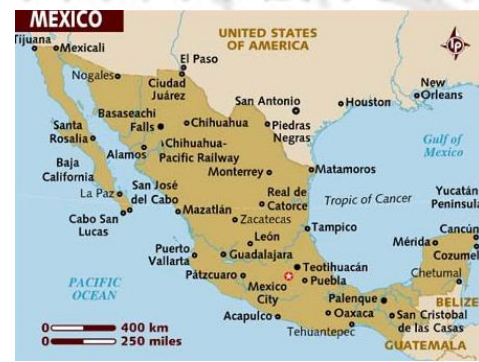 MEXICO
Tijuana
Mexicali
UNITED STATES
OF AMERICA
El Paso
Nogales
Ciudad
Juárez
New
Orleans
San Antonio
Houston
Basaseachi
Falls
Chihuahua
Piedras
Negras
Santa
Rosalia
Gulf of
Mexico
Alamos
Chihuahua-
Pacific Railway
Baja
California
Monterrey
Matamoros
La Paz
San José
del Cabo
Real de
Catorce
Tropic of Cancer
Yucatán
Peninsula
Cabo San
Lucas
Mazatlán
Zacatecas
Tampico
Cancún
León
Mérida
Cozumel
Puerto
Vallarta
Guadalajara
Teotihuacán
Chetumal
PACIFIC
OCEAN
Pátzcuaro
Mexico
City
Puebla
Palenque
BELIZE
0 400 km
0 250 miles
Acapulco
Oaxaca
San Cristobal
de las Casas
Tehuantepec
GUATEMALA